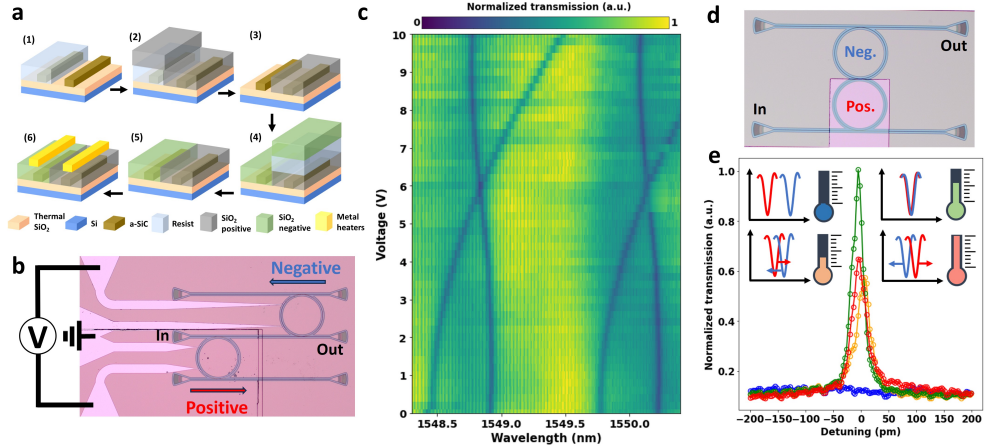 a
(1)
(2)
(3)
(6)
(5)
(4)
Thermal
SiO2
Si
a-SiC
Resist
SiO2
positive
SiO2
negative
Metal
heaters
b
Negative
V
In
Out
Positive
c
Normalized transmission (a.u.)
0
1
Voltage (V)
10
9
8
7
6
5
4
3
2
1
0
1548.5
1549.0
1549.5
1550.0
Wavelength (nm)
d
Neg.
Out
In
Pos.
e
Normalized transmission (a.u.)
1.0
0.8
0.6
0.4
0.2
−200
−150
−100
−50
0
50
100
150
200
Detuning (pm)